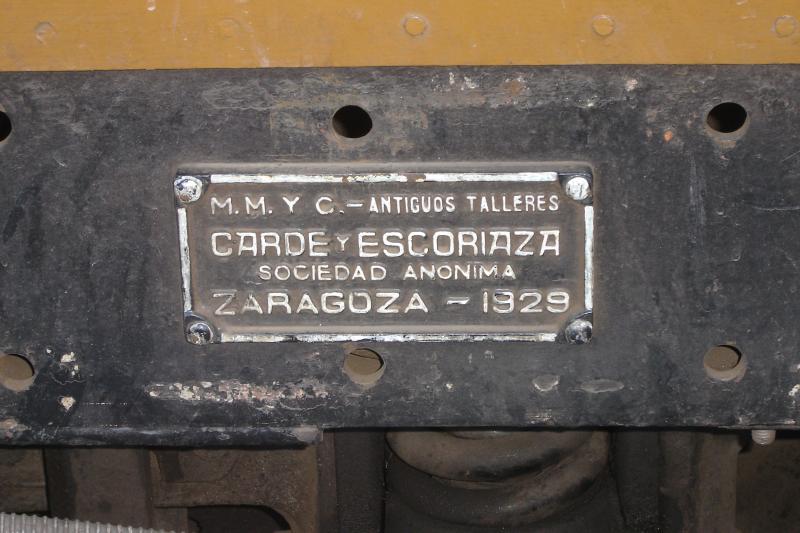 M.M. Y C.- ANTIGUOS TALLERES
CARDE Y ESCORIAZA
SOCIEDAD ANONIMA
ZARAGOZA - 1929